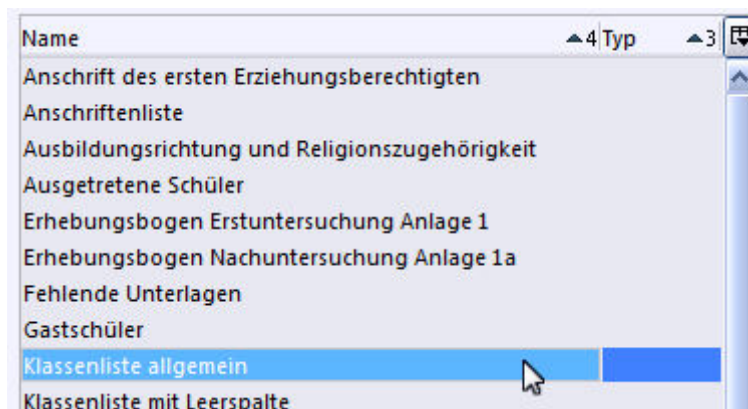 Name ▲4 Typ ▲3
Anschrift des ersten Erziehungsberechtigten
Anschriftenliste
Ausbildungsrichtung und Religionszugehörigkeit
Ausgetretene Schüler
Erhebungsbogen Erstuntersuchung Anlage 1
Erhebungsbogen Nachuntersuchung Anlage 1a
Fehlende Unterlagen
Gastschüler
Klassenliste allgemein
Klassenliste mit Leerspalte